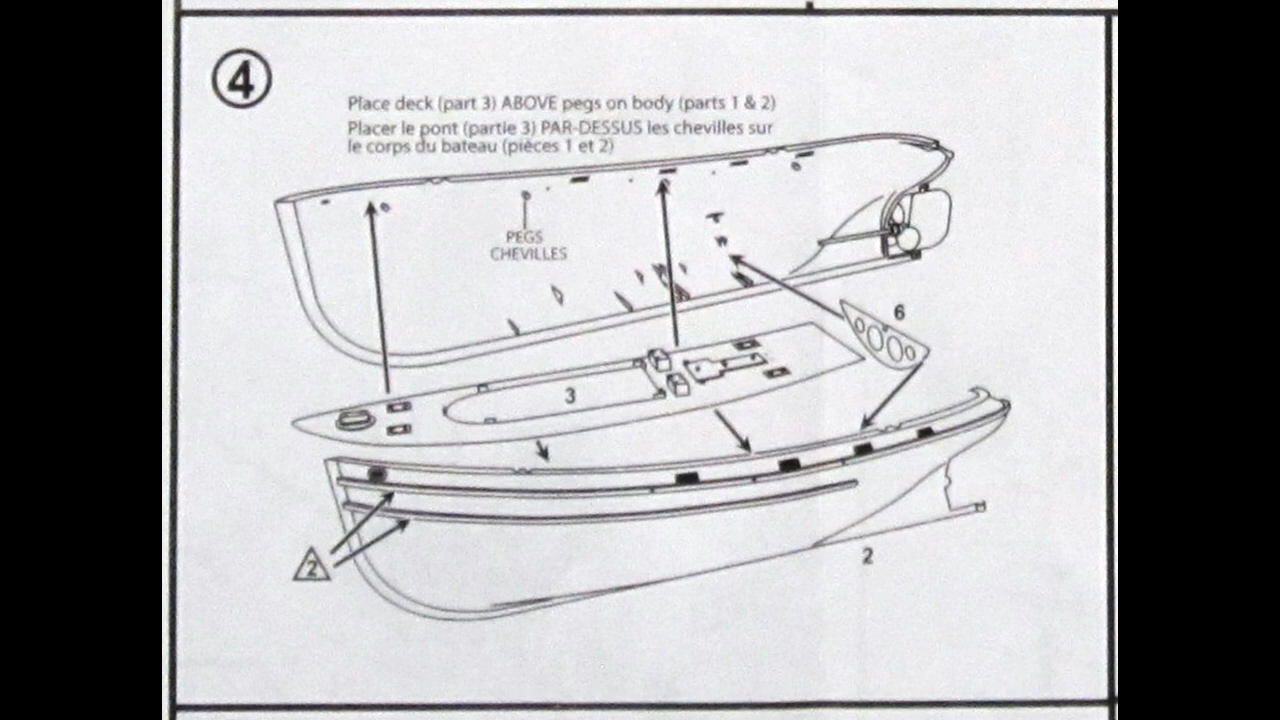 4
Place deck (part 3) ABOVE pegs on body (parts 1 & 2)
Placer le pont (partie 3) PAR-DESSUS les chevilles sur
le corps du bateau (pièces 1 et 2)
PEGS
CHEVILLES
6
3
2
2